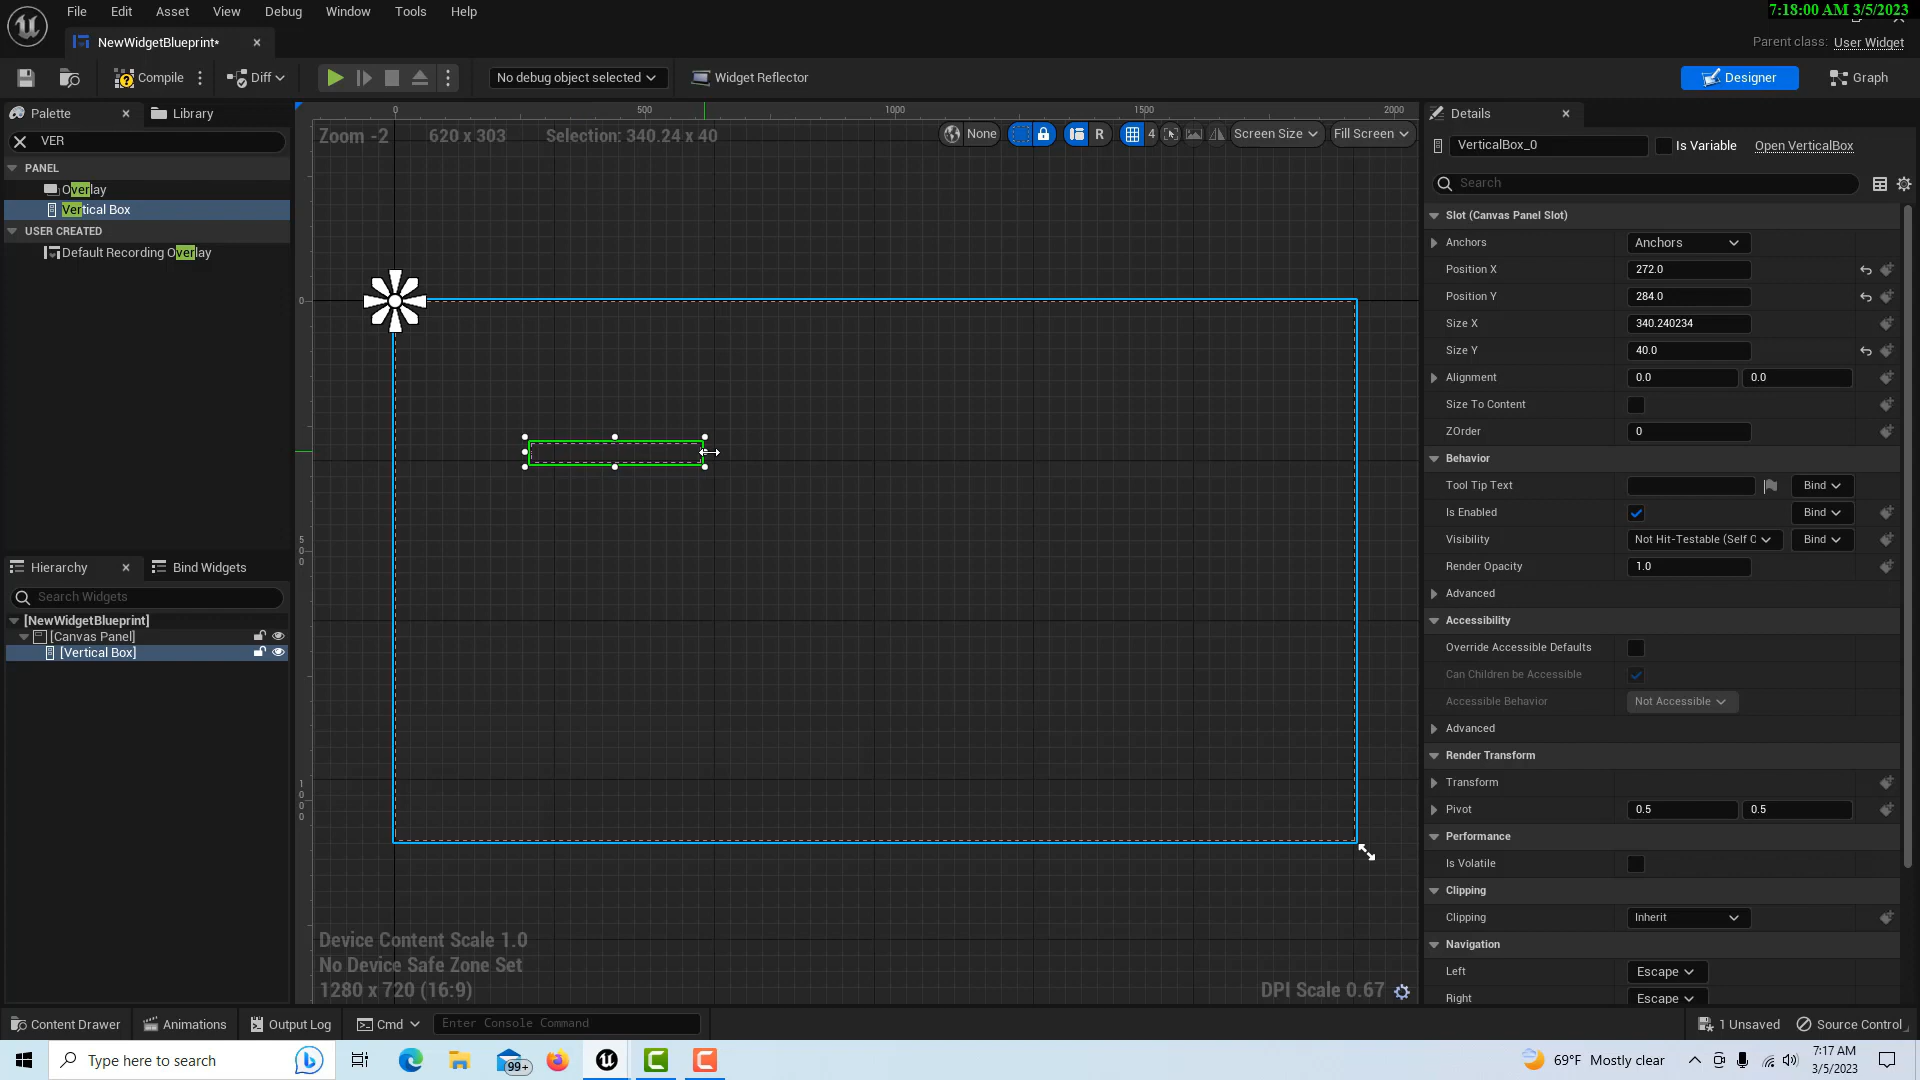 7:18:00 AM 3/5/2023
File Edit Asset View Debug Window Tools Help
NewWidgetBlueprint*
Parent class: User Widget
Compile Diff No debug object selected Widget Reflector Designer Graph
Palette Library
VER
PANEL
Overlay
Vertical Box
USER CREATED
Default Recording Overlay
Hierarchy Bind Widgets
Search Widgets
[NewWidgetBlueprint]
[Canvas Panel]
[Vertical Box]
0 500 1000 1500 2000
Zoom -2 620 x 303 Selection: 340.24 x 40
None R 4 Screen Size Fill Screen
0
500
1000
Device Content Scale 1.0
No Device Safe Zone Set
1280 x 720 (16:9)
DPI Scale 0.67
Details
VerticalBox_0 Is Variable Open VerticalBox
Search
Slot (Canvas Panel Slot)
Anchors Anchors
Position X 272.0
Position Y 284.0
Size X 340.240234
Size Y 40.0
Alignment 0.0 0.0
Size To Content
ZOrder 0
Behavior
Tool Tip Text Bind
Is Enabled Bind
Visibility Not Hit-Testable (Self C Bind
Render Opacity 1.0
Advanced
Accessibility
Override Accessible Defaults
Can Children be Accessible
Accessible Behavior Not Accessible
Advanced
Render Transform
Transform
Pivot 0.5 0.5
Performance
Is Volatile
Clipping
Clipping Inherit
Navigation
Left Escape
Right Escape
Content Drawer Animations Output Log Cmd Enter Console Command 1 Unsaved Source Control
Type here to search 99+ 69°F Mostly clear 7:17 AM
3/5/2023